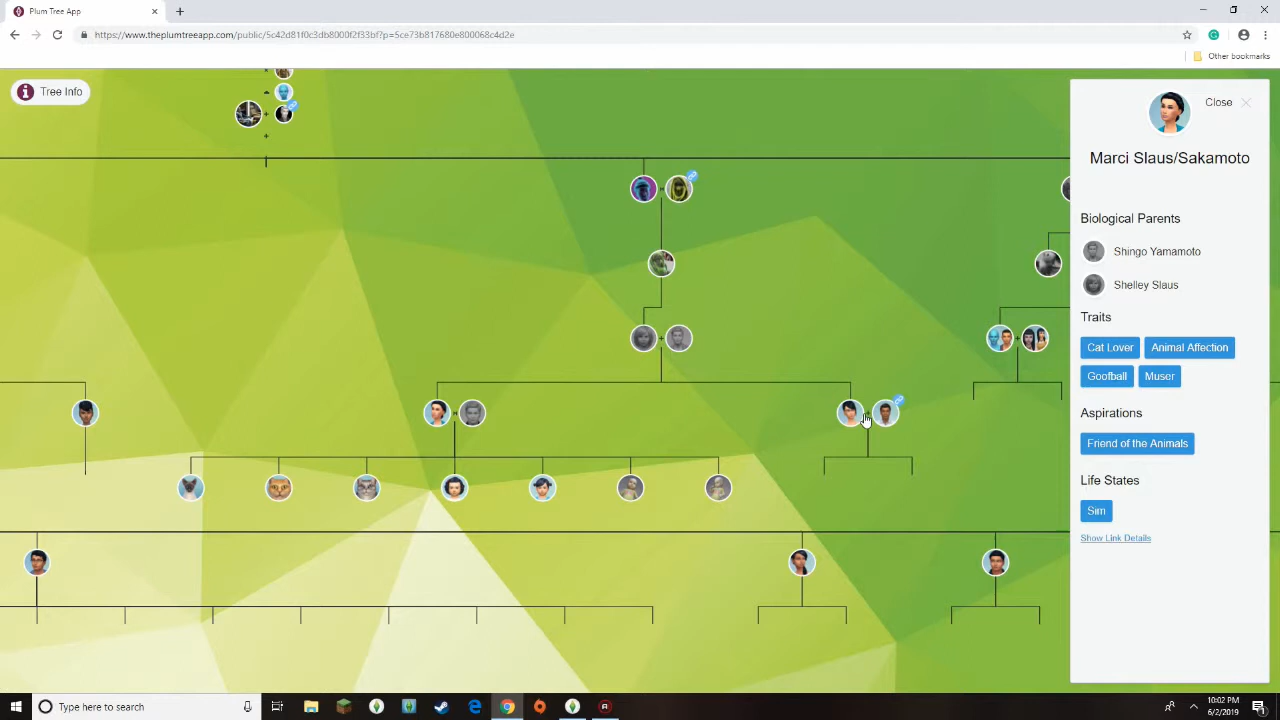 Plum Tree App
https://www.theplumtreeapp.com/public/5c42d81f0c3db8000f2f33bf?p=5ce73b817680e800068c4d2e
Other bookmarks
Tree Info
Close
Marci Slaus/Sakamoto
Biological Parents
Shingo Yamamoto
Shelley Slaus
Traits
Cat Lover
Animal Affection
Goofball
Muser
Aspirations
Friend of the Animals
Life States
Sim
Show Link Details
Type here to search
10:02 PM
6/2/2019